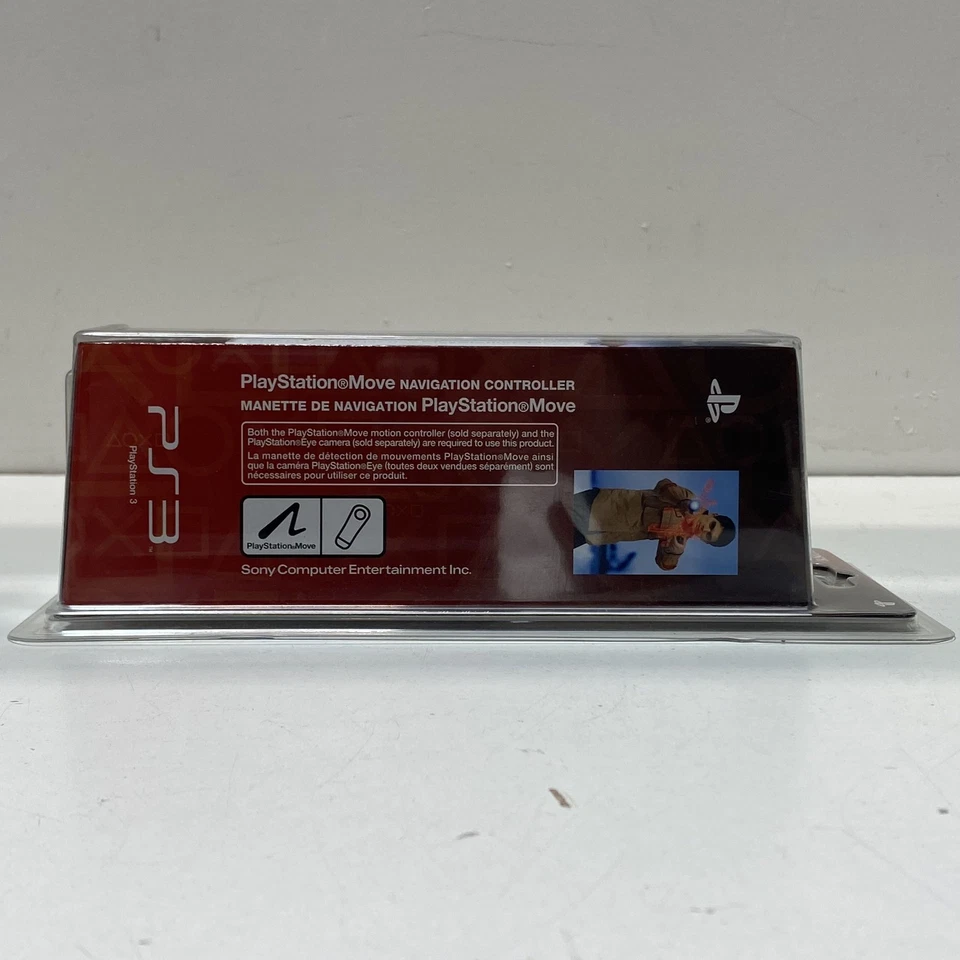 PlayStation®Move NAVIGATION CONTROLLER
MANETTE DE NAVIGATION PlayStation®Move
Both the PlayStation®Move motion controller (sold separately) and the
PlayStation®Eye camera (sold separately) are required to use this product.
La manette de détection de mouvements PlayStation®Move ainsi
que la caméra PlayStation®Eye (toutes deux vendues séparément) sont
nécessaires pour utiliser ce produit.
PlayStation®Move
Sony Computer Entertainment Inc.
PS3™
PlayStation 3